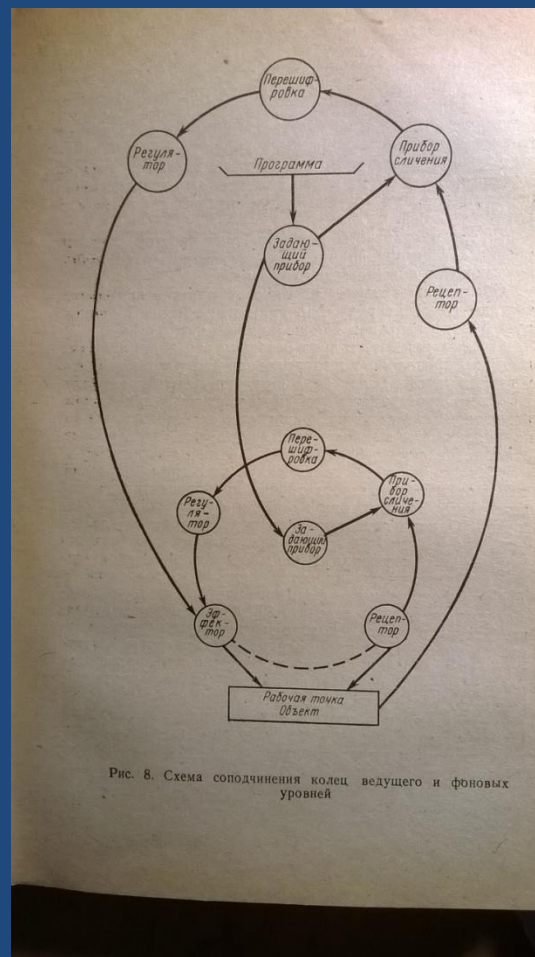 Перешиф-
ровка
Регуля-
тор
Программа
Прибор
сличения
Задаю-
щий
прибор
Рецеп-
тор
Пере-
шиф-
ровка
При-
бор
сличе-
ния
Регу-
ля-
тор
За-
дающий
прибор
Эф-
фек-
тор
Рецеп-
тор
Рабочая точка
Объект
Рис. 8. Схема соподчинения колец ведущего и фоновых
уровней